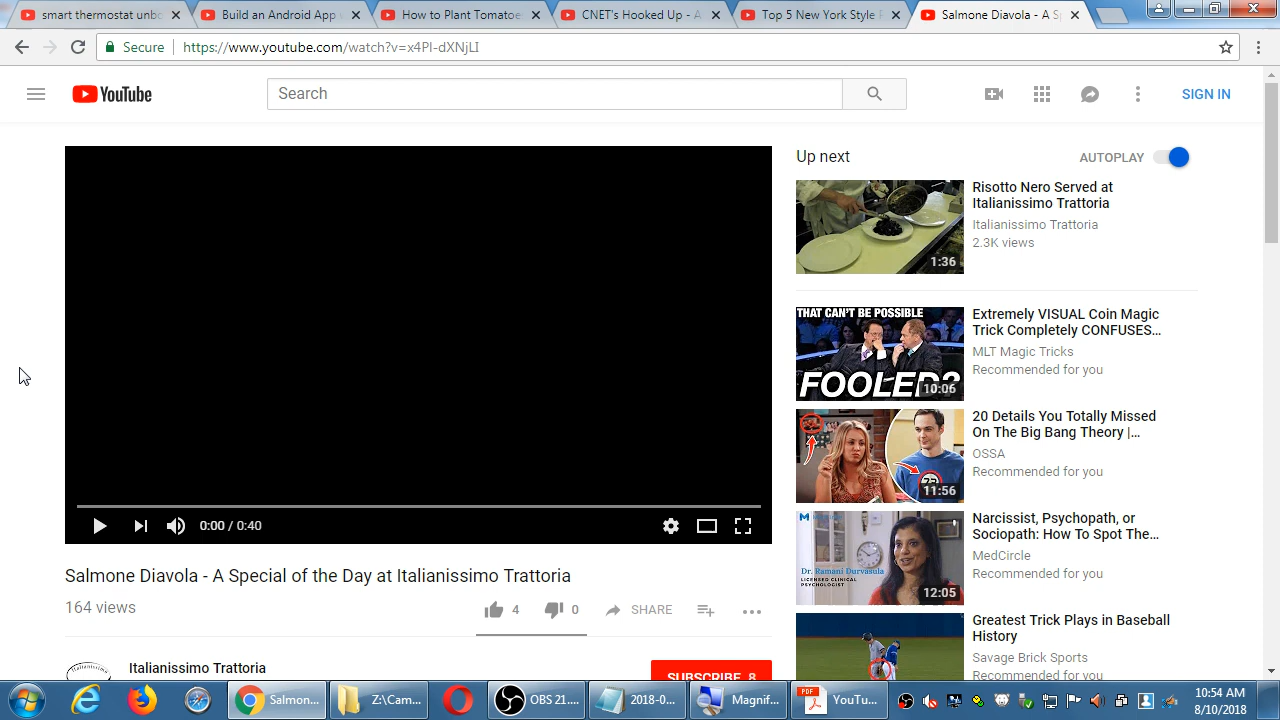 smart thermostat unbo
Build an Android App
How to Plant Tomatoe
CNET's Hooked Up - A
Top 5 New York Style P
Salmone Diavola - A Sp
Secure
https://www.youtube.com/watch?v=x4Pl-dXNjLI
YouTube
Search
SIGN IN
Up next
AUTOPLAY
Risotto Nero Served at
Italianissimo Trattoria
Italianissimo Trattoria
2.3K views
1:36
THAT CAN'T BE POSSIBLE
FOOLED?
10:06
Extremely VISUAL Coin Magic
Trick Completely CONFUSES...
MLT Magic Tricks
Recommended for you
11:56
20 Details You Totally Missed
On The Big Bang Theory |...
OSSA
Recommended for you
Dr. Ramani Durvasula
LICENSED CLINICAL
PSYCHOLOGIST
12:05
Narcissist, Psychopath, or
Sociopath: How To Spot The...
MedCircle
Recommended for you
Greatest Trick Plays in Baseball
History
Savage Brick Sports
Recommended for you
0:00 / 0:40
Salmone Diavola - A Special of the Day at Italianissimo Trattoria
164 views
4
0
SHARE
Italianissimo Trattoria
SUBSCRIBE 8
Salmon...
Z:\Cam...
OBS 21....
2018-0...
Magnif...
PDF
YouTu...
10:54 AM
8/10/2018